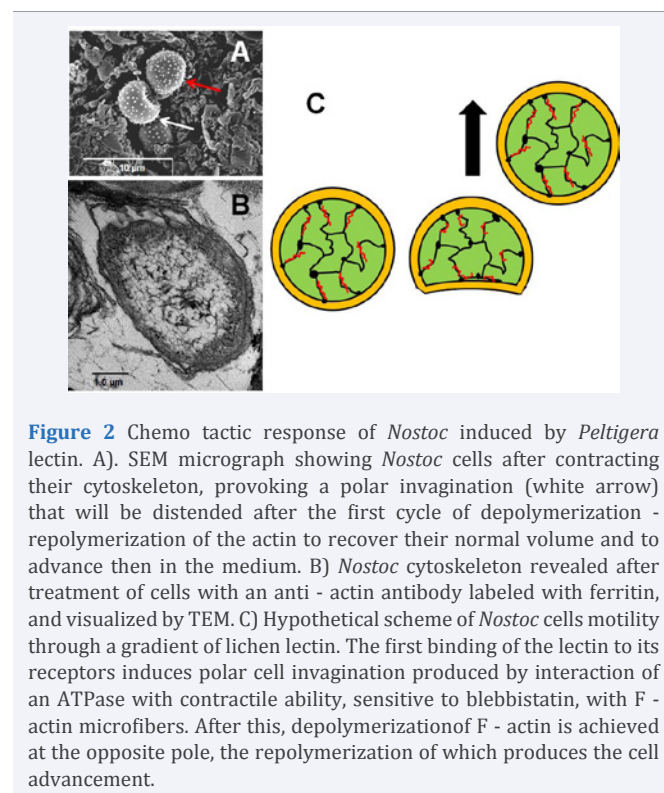 A
10 µm
B
1.0 µm
C
Figure 2 Chemo tactic response of Nostoc induced by Peltigera
lectin. A). SEM micrograph showing Nostoc cells after contracting
their cytoskeleton, provoking a polar invagination (white arrow)
that will be distended after the first cycle of depolymerization -
repolymerization of the actin to recover their normal volume and to
advance then in the medium. B) Nostoc cytoskeleton revealed after
treatment of cells with an anti - actin antibody labeled with ferritin,
and visualized by TEM. C) Hypothetical scheme of Nostoc cells motility
through a gradient of lichen lectin. The first binding of the lectin to its
receptors induces polar cell invagination produced by interaction of
an ATPase with contractile ability, sensitive to blebbistatin, with F -
actin microfibers. After this, depolymerizationof F - actin is achieved
at the opposite pole, the repolymerization of which produces the cell
advancement.